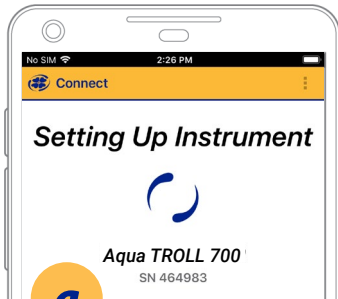 No SIM 2:26 PM
Connect
Setting Up Instrument
Aqua TROLL 700
SN 464983